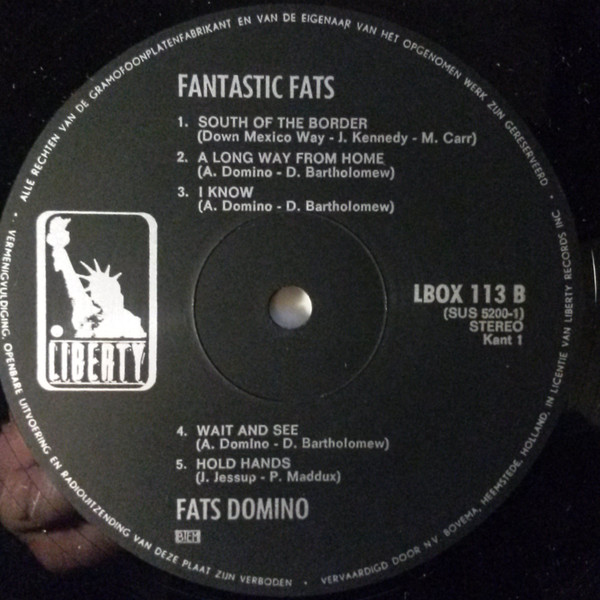 ALLE RECHTEN VAN DE GRAMOFOONPLATENFABRIKANT EN VAN DE EIGENAAR VAN HET OPGENOMEN WERK ZIJN GERESERVEERD
FANTASTIC FATS
1. SOUTH OF THE BORDER
(Down Mexico Way - J. Kennedy - M. Carr)
2. A LONG WAY FROM HOME
(A. Domino - D. Bartholomew)
3. I KNOW
(A. Domino - D. Bartholomew)
LIBERTY
LBOX 113 B
(SUS 5200-1)
STEREO
Kant 1
4. WAIT AND SEE
(A. Domino - D. Bartholomew)
5. HOLD HANDS
(J. Jessup - P. Maddux)
FATS DOMINO
BIEM
VERMENIGVULDIGING, OPENBARE UITVOERING EN RADIOUITZENDING VAN DEZE PLAAT ZIJN VERBODEN
VERVAARDIGD DOOR N.V. BOVEMA, HEEMSTEDE, HOLLAND, IN LICENTIE VAN LIBERTY RECORDS INC